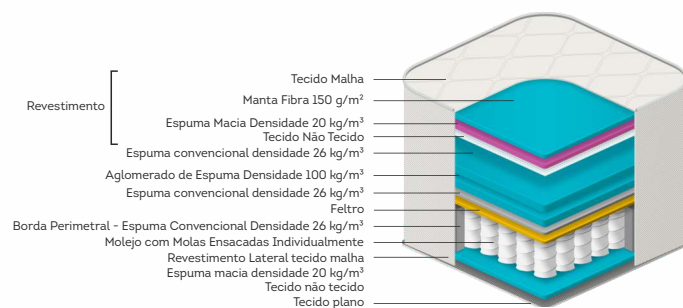 Tecido Malha
Manta Fibra 150 g/m²
Revestimento
Espuma Macia Densidade 20 kg/m³
Tecido Não Tecido
Espuma convencional densidade 26 kg/m³
Aglomerado de Espuma Densidade 100 kg/m³
Espuma convencional densidade 26 kg/m³
Feltro
Borda Perimetral - Espuma Convencional Densidade 26 kg/m³
Molejo com Molas Ensacadas Individualmente
Revestimento Lateral tecido malha
Espuma macia densidade 20 kg/m³
Tecido não tecido
Tecido plano